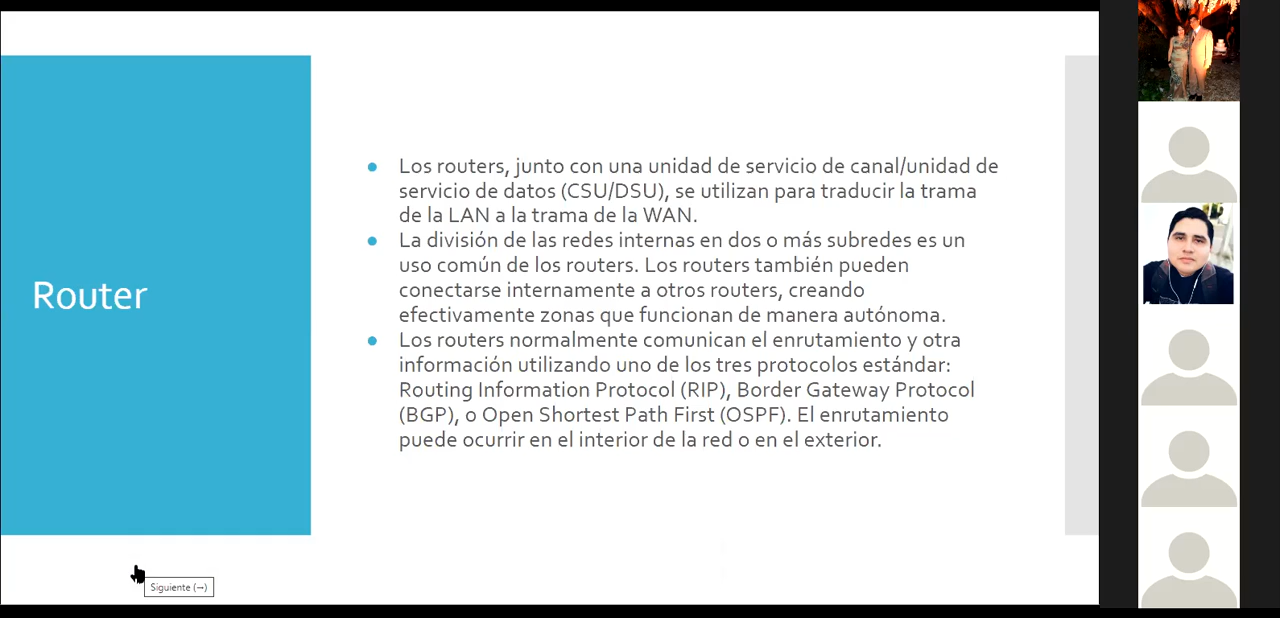 Router
Los routers, junto con una unidad de servicio de canal/unidad de
servicio de datos (CSU/DSU), se utilizan para traducir la trama
de la LAN a la trama de la WAN.
La división de las redes internas en dos o más subredes es un
uso común de los routers. Los routers también pueden
conectarse internamente a otros routers, creando
efectivamente zonas que funcionan de manera autónoma.
Los routers normalmente comunican el enrutamiento y otra
información utilizando uno de los tres protocolos estándar:
Routing Information Protocol (RIP), Border Gateway Protocol
(BGP), o Open Shortest Path First (OSPF). El enrutamiento
puede ocurrir en el interior de la red o en el exterior.
Siguiente (→)